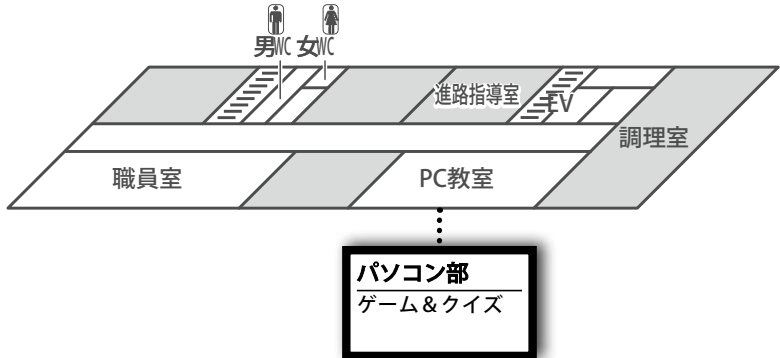 男WC 女WC
進路指導室
EV
調理室
職員室
PC教室
パソコン部
ゲーム＆クイズ